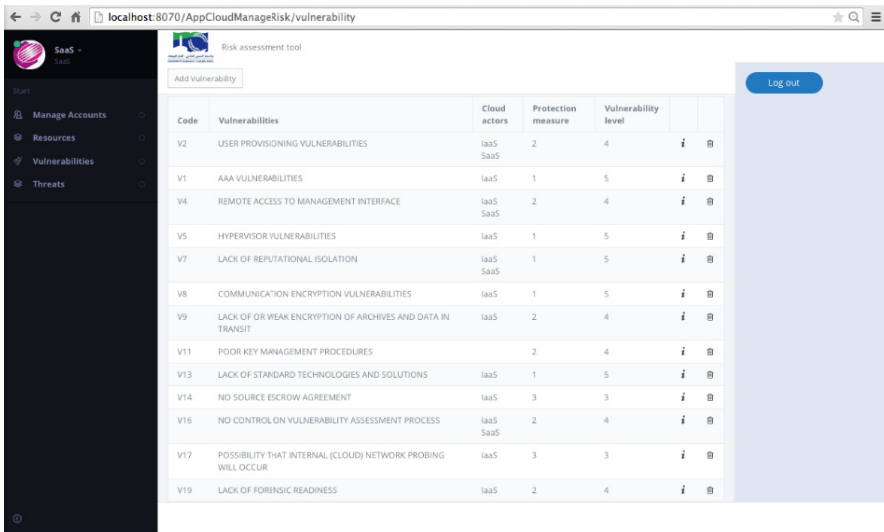 localhost:8070/AppCloudManageRisk/vulnerability
SaaS
SaaS
Start
Manage Accounts
Resources
Vulnerabilities
Threats
Risk assessment tool
Add Vulnerability
Log out
Code Vulnerabilities Cloud actors Protection measure Vulnerability level
V2 USER PROVISIONING VULNERABILITIES IaaS 2 4 i
SaaS
V1 AAA VULNERABILITIES IaaS 1 5 i
V4 REMOTE ACCESS TO MANAGEMENT INTERFACE IaaS 2 4 i
SaaS
V5 HYPERVISOR VULNERABILITIES IaaS 1 5 i
V7 LACK OF REPUTATIONAL ISOLATION IaaS 1 5 i
SaaS
V8 COMMUNICATION ENCRYPTION VULNERABILITIES IaaS 1 5 i
V9 LACK OF OR WEAK ENCRYPTION OF ARCHIVES AND DATA IN IaaS 2 4 i
TRANSIT
V11 POOR KEY MANAGEMENT PROCEDURES 2 4 i
V13 LACK OF STANDARD TECHNOLOGIES AND SOLUTIONS IaaS 1 5 i
V14 NO SOURCE ESCROW AGREEMENT IaaS 3 3 i
V16 NO CONTROL ON VULNERABILITY ASSESSMENT PROCESS IaaS 2 4 i
SaaS
V17 POSSIBILITY THAT INTERNAL (CLOUD) NETWORK PROBING IaaS 3 3 i
WILL OCCUR
V19 LACK OF FORENSIC READINESS IaaS 2 4 i